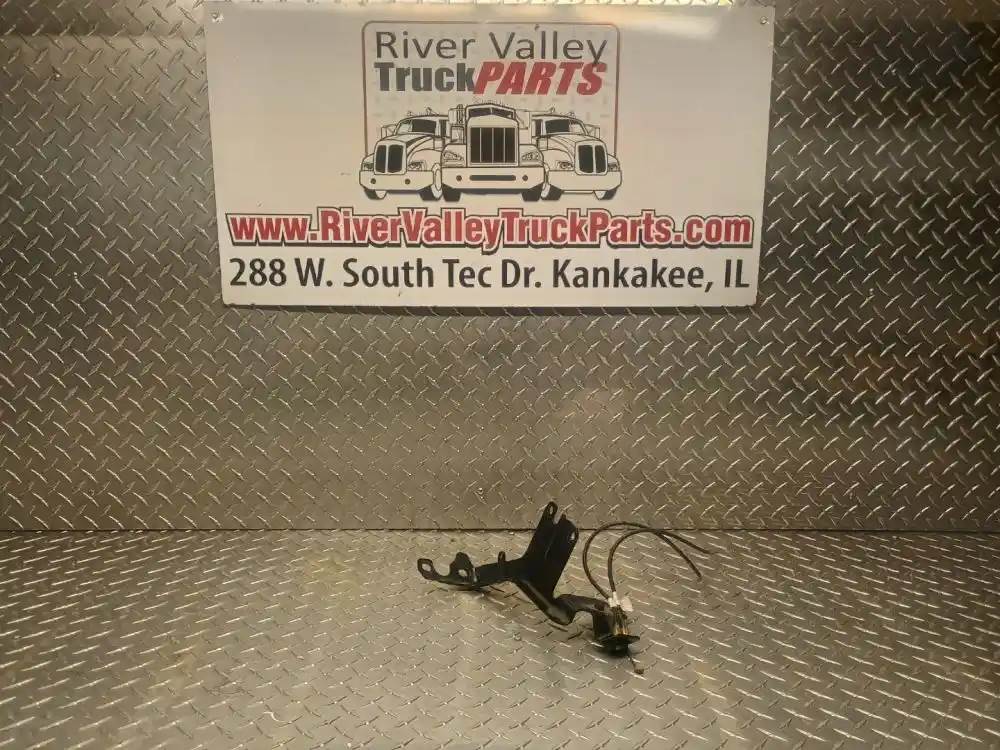 River Valley
TruckPARTS
www.RiverValleyTruckParts.com
288 W. South Tec Dr. Kankakee, IL